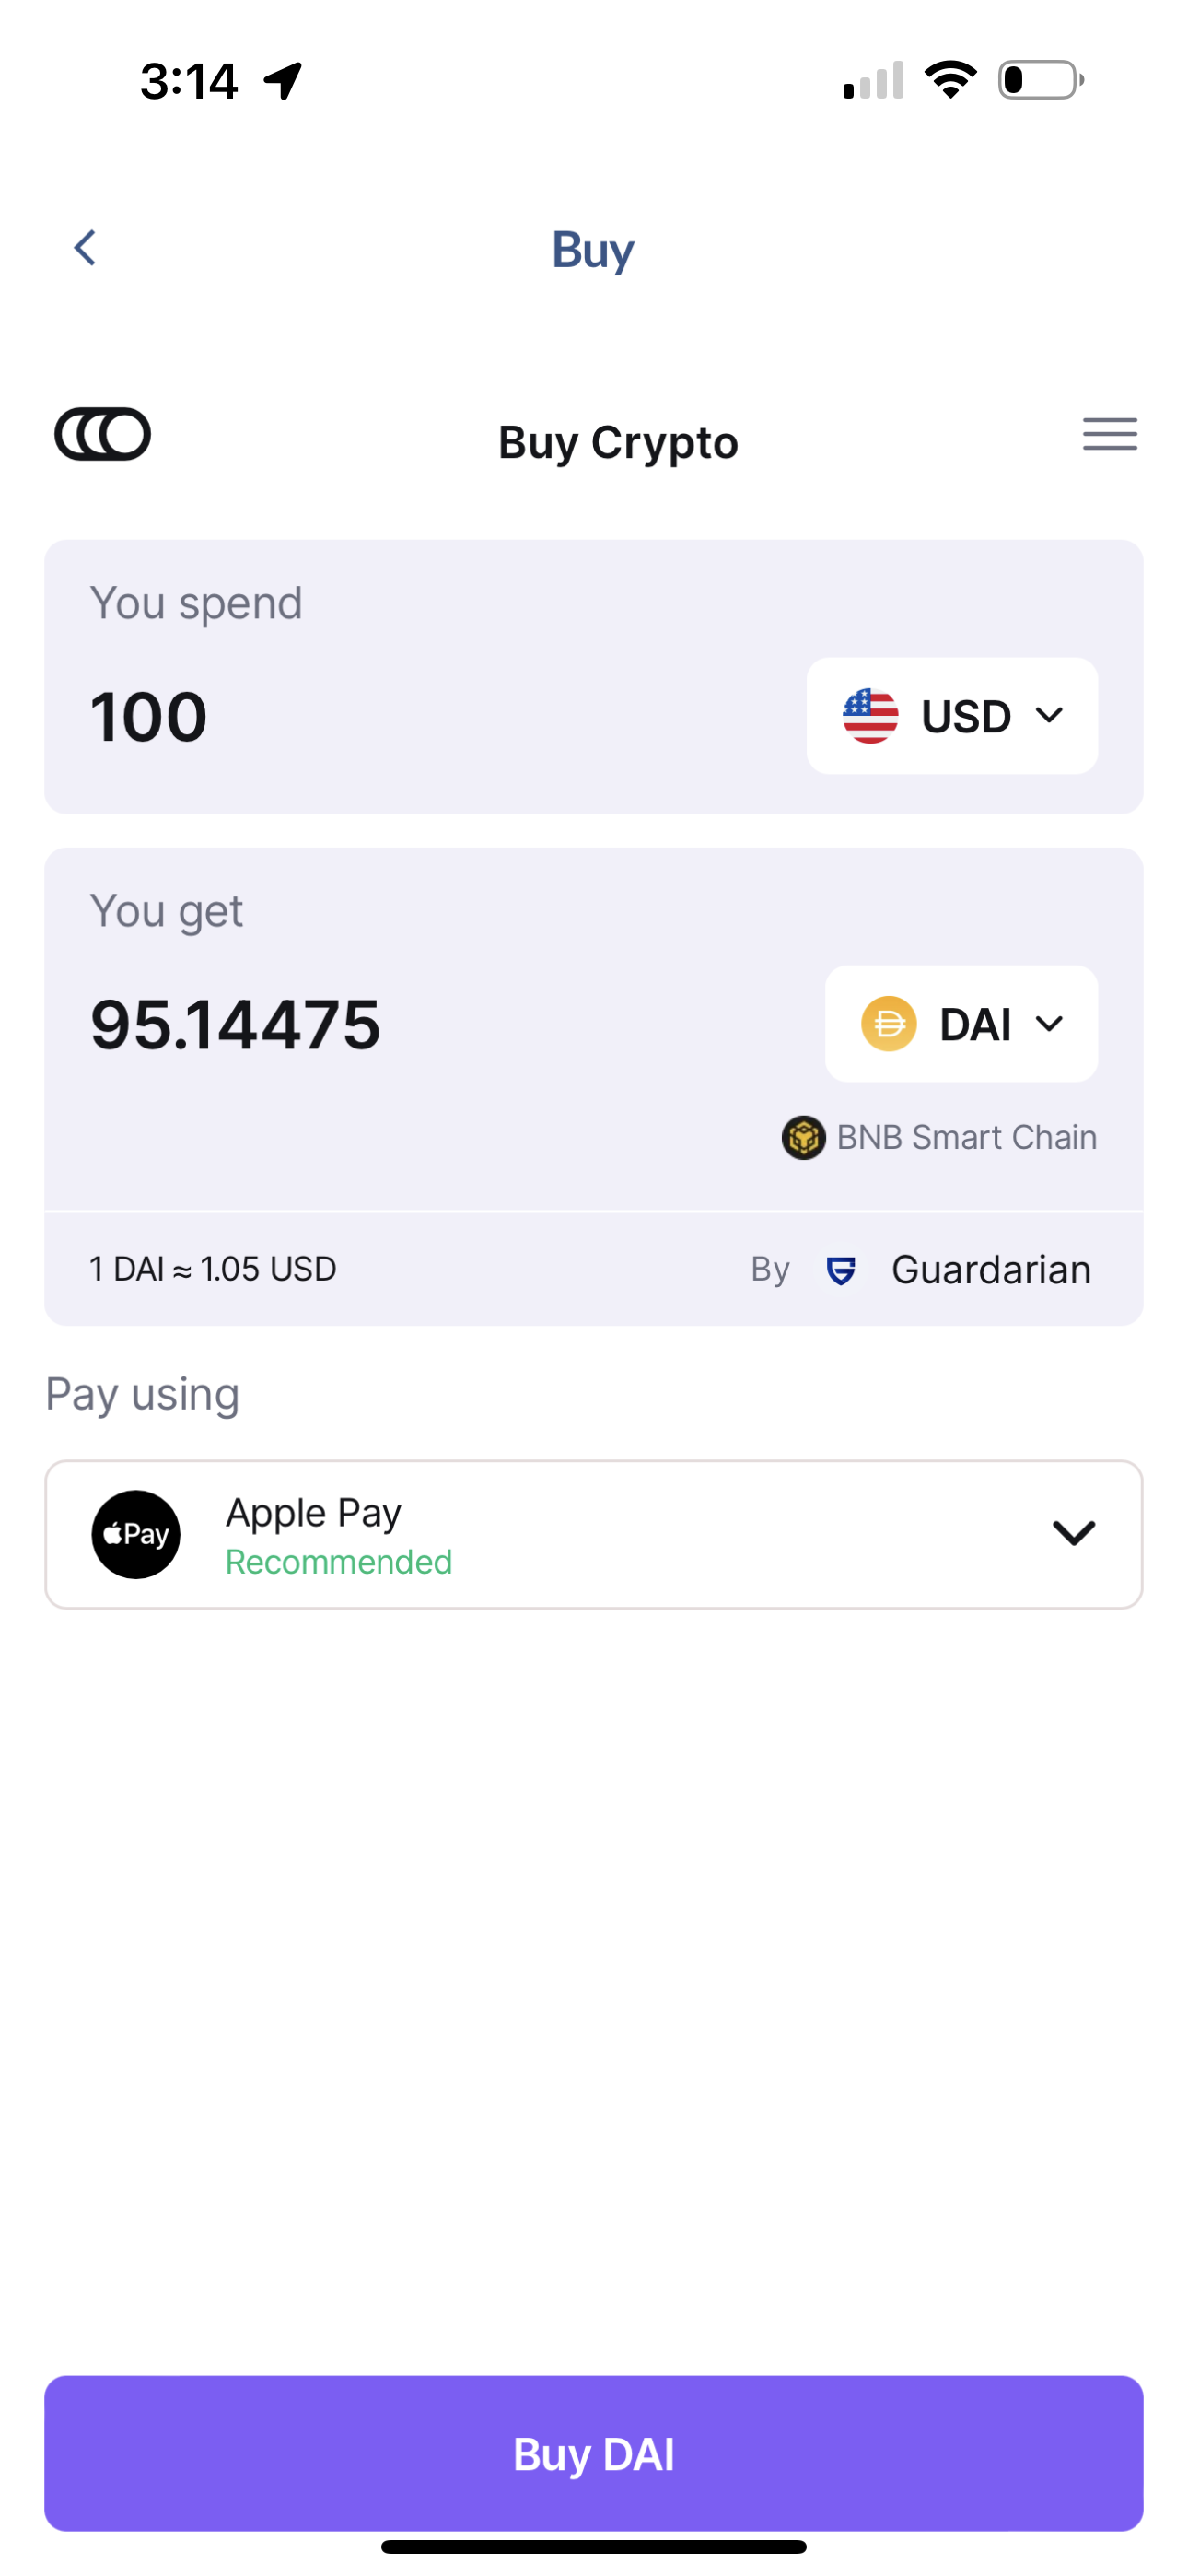 3:14
Buy
Buy Crypto
You spend
100
USD
You get
95.14475
DAI
BNB Smart Chain
1 DAI ≈ 1.05 USD
By Guardarian
Pay using
Pay
Apple Pay
Recommended
Buy DAI